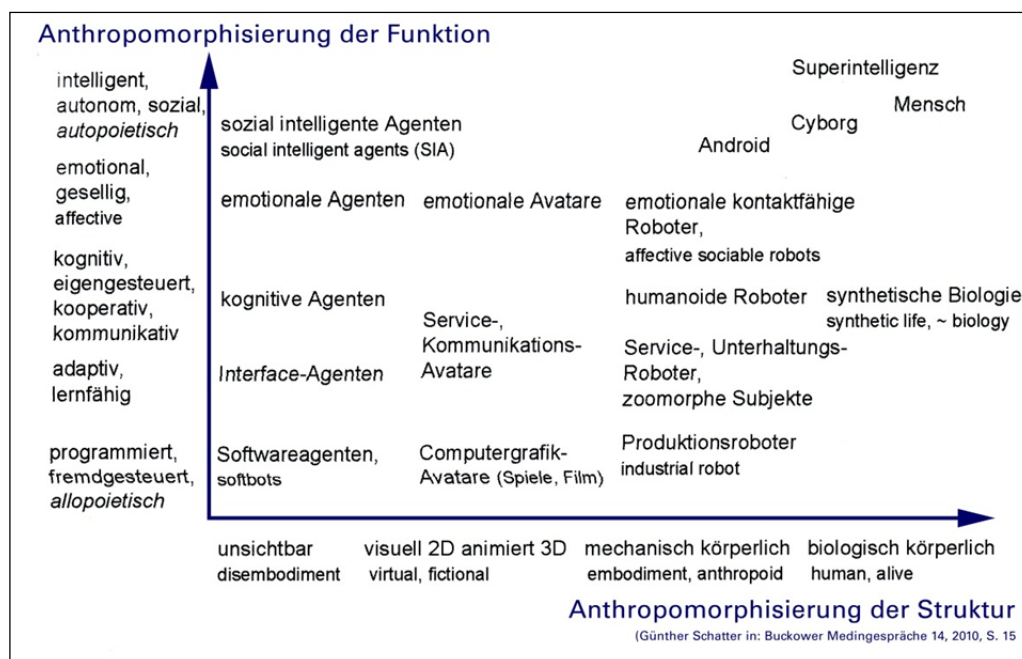 Anthropomorphisierung der Funktion
intelligent,
autonom, sozial,
autopoietisch
emotional,
gesellig,
affective
kognitiv,
eigengesteuert,
kooperativ,
kommunikativ
adaptiv,
lernfähig
programmiert,
fremdgesteuert,
allopoietisch
Superintelligenz
Mensch
Cyborg
Android
sozial intelligente Agenten
social intelligent agents (SIA)
emotionale Agenten
emotionale Avatare
emotionale kontaktfähige
Roboter,
affective sociable robots
kognitive Agenten
Service-,
Kommunikations-
Avatare
humanoide Roboter
synthetische Biologie
synthetic life, ~ biology
Interface-Agenten
Service-, Unterhaltungs-
Roboter,
zoomorphe Subjekte
Softwareagenten,
softbots
Computergrafik-
Avatare (Spiele, Film)
Produktionsroboter
industrial robot
unsichtbar
disembodiment
visuell 2D animiert 3D
virtual, fictional
mechanisch körperlich
embodiment, anthropoid
biologisch körperlich
human, alive
Anthropomorphisierung der Struktur
(Günther Schatter in: Buckower Medingespräche 14, 2010, S. 15